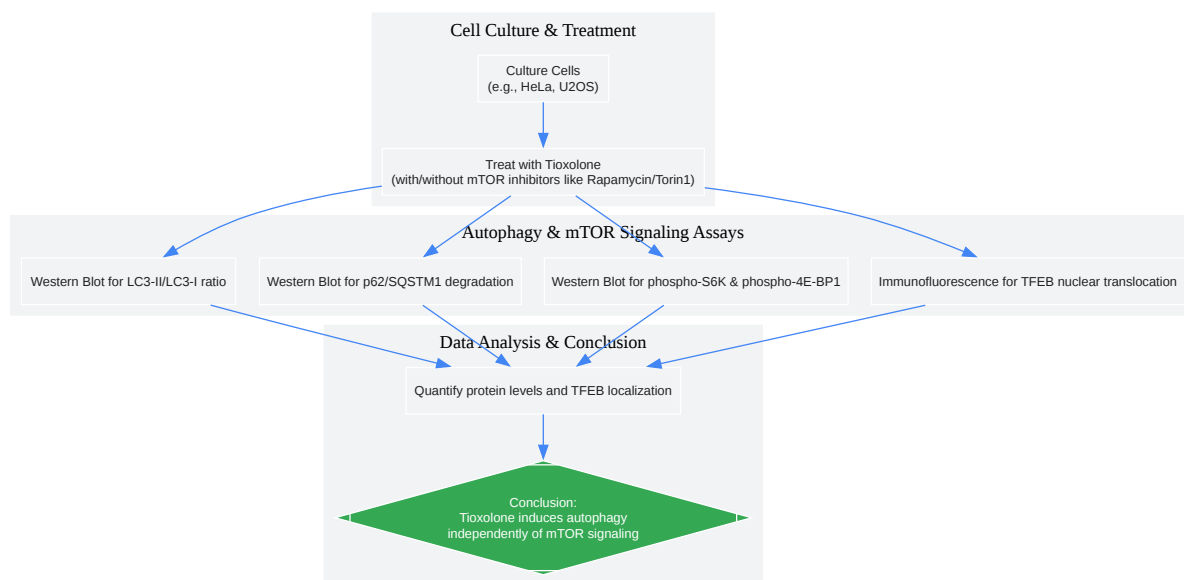 Cell Culture & Treatment
Culture Cells
(e.g., HeLa, U2OS)
Treat with Tioxolone
(with/without mTOR inhibitors like Rapamycin/Torin1)
Autophagy & mTOR Signaling Assays
Western Blot for LC3-II/LC3-I ratio
Western Blot for p62/SQSTM1 degradation
Western Blot for phospho-S6K & phospho-4E-BP1
Immunofluorescence for TFEB nuclear translocation
Data Analysis & Conclusion
Quantify protein levels and TFEB localization
Conclusion:
Tioxolone induces autophagy
independently of mTOR signaling